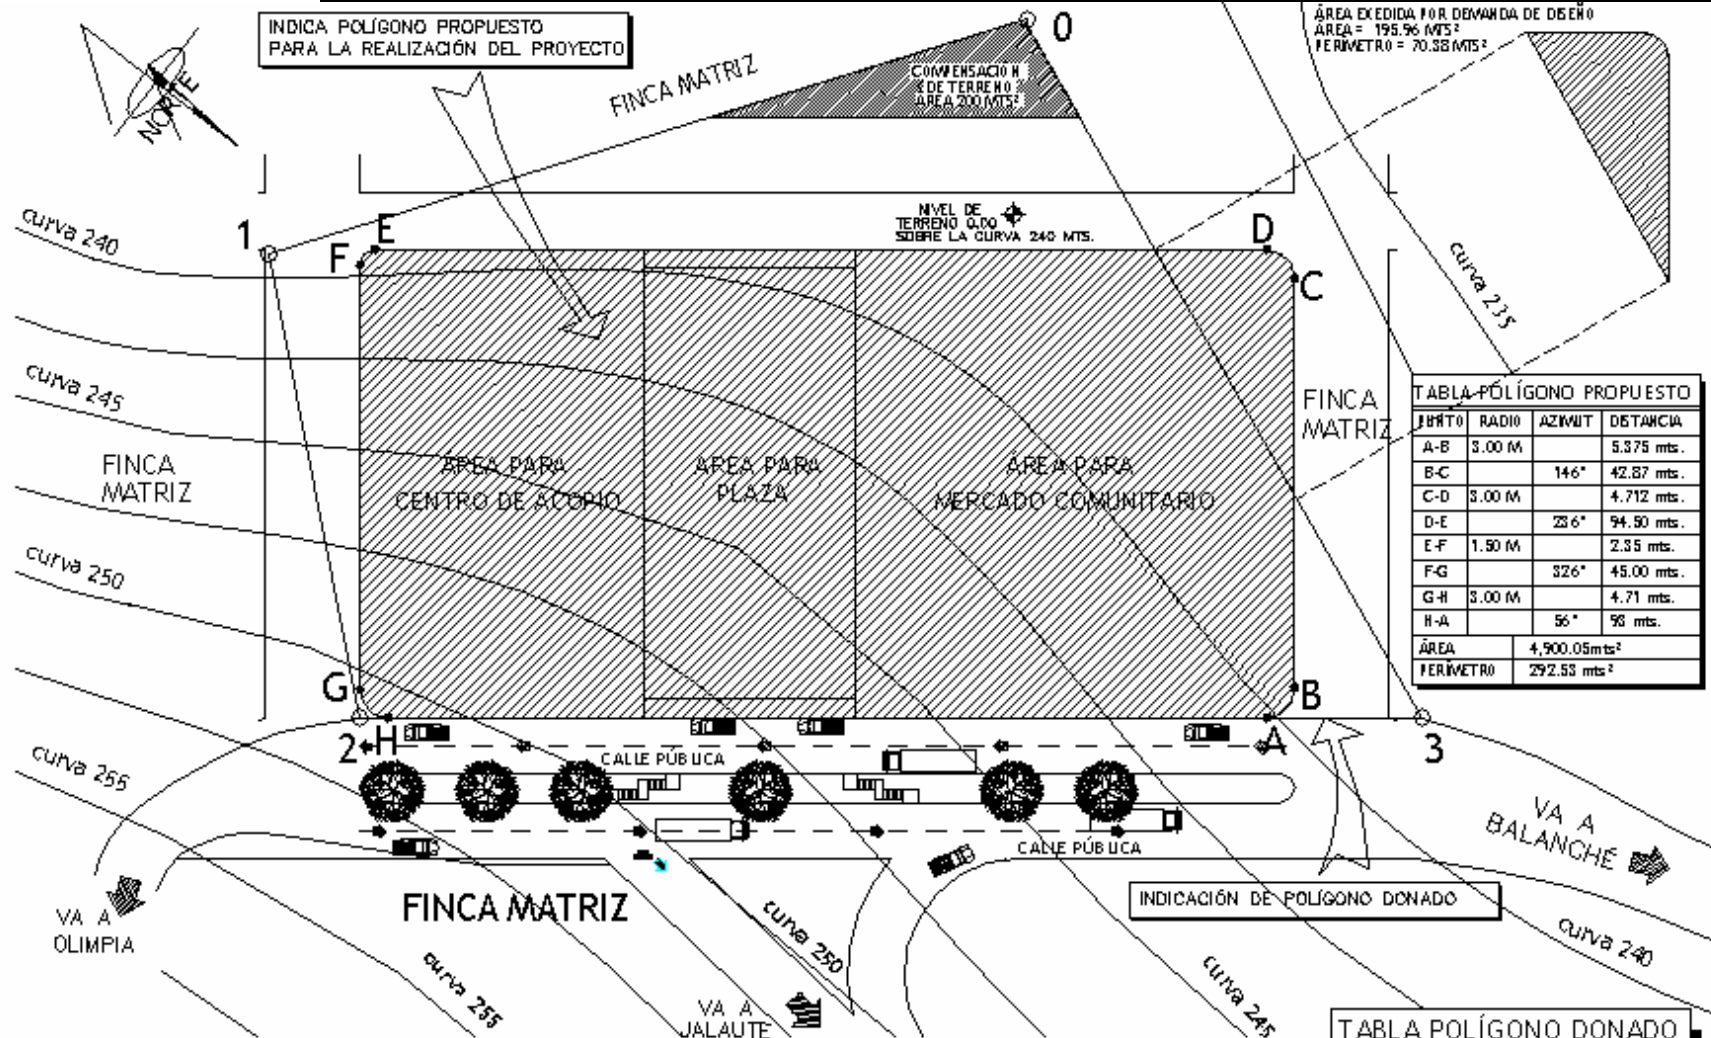 INDICA POLÍGONO PROPUESTO
PARA LA REALIZACIÓN DEL PROYECTO
NORTE
FINCA MATRIZ
0
COMPENSACION
DE TERRENO
AREA 200 MTS²
ÁREA EXCEDIDA POR DEMANDA DE DISEÑO
ÁREA = 195.96 MTS²
PERÍMETRO = 70.38 MTS²
curva 240
1
E
F
NIVEL DE
TERRENO 0.00
SOBRE LA CURVA 240 MTS.
D
C
curva 235
curva 245
FINCA
MATRIZ
ÁREA PARA
CENTRO DE ACOPIO
ÁREA PARA
PLAZA
ÁREA PARA
MERCADO COMUNITARIO
FINCA
MATRIZ
TABLA POLÍGONO PROPUESTO
PUNTO RADIO AZIMUT DISTANCIA
A-B 3.00 M 5.375 mts.
B-C 146° 42.87 mts.
C-D 3.00 M 4.712 mts.
D-E 236° 94.50 mts.
E-F 1.50 M 2.35 mts.
F-G 326° 45.00 mts.
G-H 3.00 M 4.71 mts.
H-A 56° 93 mts.
ÁREA 4,900.05mts²
PERÍMETRO 292.53 mts²
curva 250
G
B
2
H
A
3
CALLE PÚBLICA
curva 255
CALLE PÚBLICA
VA A
BALANCHÉ
INDICACIÓN DE POLÍGONO DONADO
VA A
OLIMPIA
FINCA MATRIZ
curva 250
curva 240
curva 255
curva 245
VA A
JALAUTE
TABLA POLÍGONO DONADO